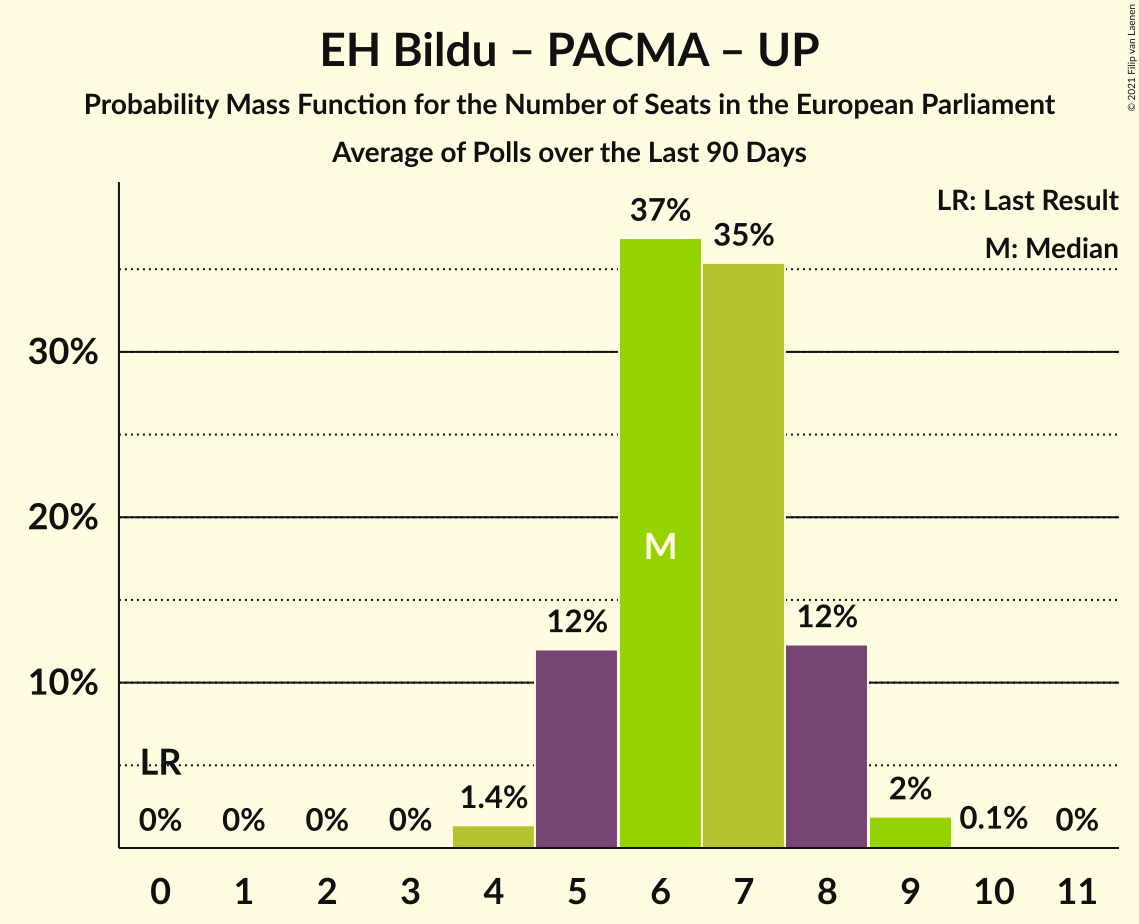 EH Bildu – PACMA – UP
Probability Mass Function for the Number of Seats in the European Parliament
Average of Polls over the Last 90 Days
© 2021 Filip van Laenen
LR: Last Result
M: Median
37%
35%
30%
20%
M
12%
12%
10%
LR
0%
0%
0%
0%
1.4%
2%
0.1%
0%
0 1 2 3 4 5 6 7 8 9 10 11